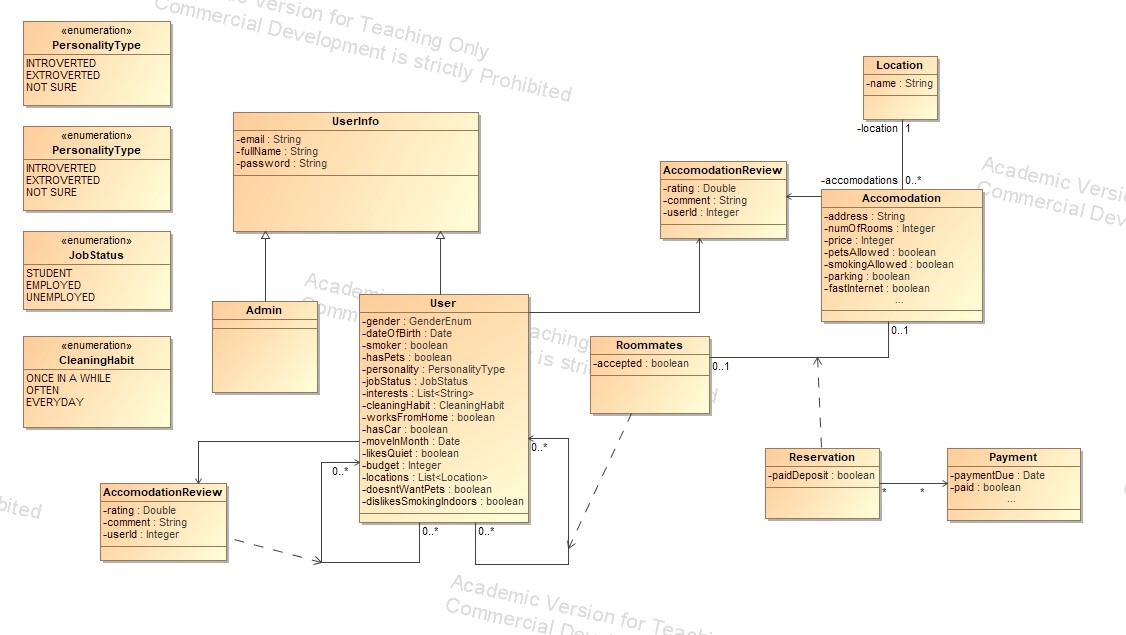 «enumeration»
PersonalityType
INTROVERTED
EXTROVERTED
NOT SURE
«enumeration»
PersonalityType
INTROVERTED
EXTROVERTED
NOT SURE
«enumeration»
JobStatus
STUDENT
EMPLOYED
UNEMPLOYED
«enumeration»
CleaningHabit
ONCE IN A WHILE
OFTEN
EVERYDAY
Version for Teaching Only
Commercial Development is strictly Prohibited
UserInfo
-email : String
-fullName : String
-password : String
Admin
User
-gender : GenderEnum
-dateOfBirth : Date
-smoker : boolean
-hasPets : boolean
-personality : PersonalityType
-jobStatus : JobStatus
-interests : List<String>
-cleaningHabit : CleaningHabit
-worksFromHome : boolean
-hasCar : boolean
-moveInMonth : Date
-likesQuiet : boolean
-budget : Integer
-locations : List<Location>
-doesntWantPets : boolean
-dislikesSmokingIndoors : boolean
0..*
0..*
0..*
0..*
AccomodationReview
-rating : Double
-comment : String
-userId : Integer
AccomodationReview
-rating : Double
-comment : String
-userId : Integer
Location
-name : String
-location 1
-accomodations 0..*
Accomodation
-address : String
-numOfRooms : Integer
-price : Integer
-petsAllowed : boolean
-smokingAllowed : boolean
-parking : boolean
-fastInternet : boolean
...
0..1
Roommates
-accepted : boolean
0..1
Reservation
-paidDeposit : boolean
* *
Payment
-paymentDue : Date
-paid : boolean
...
Academic Version for Teaching
Commercial